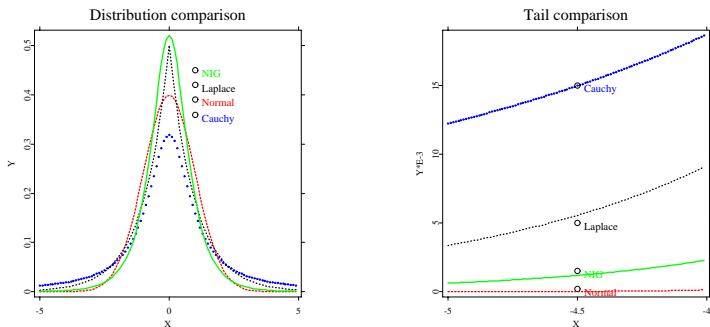 Distribution comparison
0.5
0.4
0.3
0.2
0.1
0
Y
NIG
Laplace
Normal
Cauchy
-5
0
5
X
Tail comparison
15
10
5
0
Y*E-3
Cauchy
Laplace
NIG
Normal
-5
-4.5
-4
X